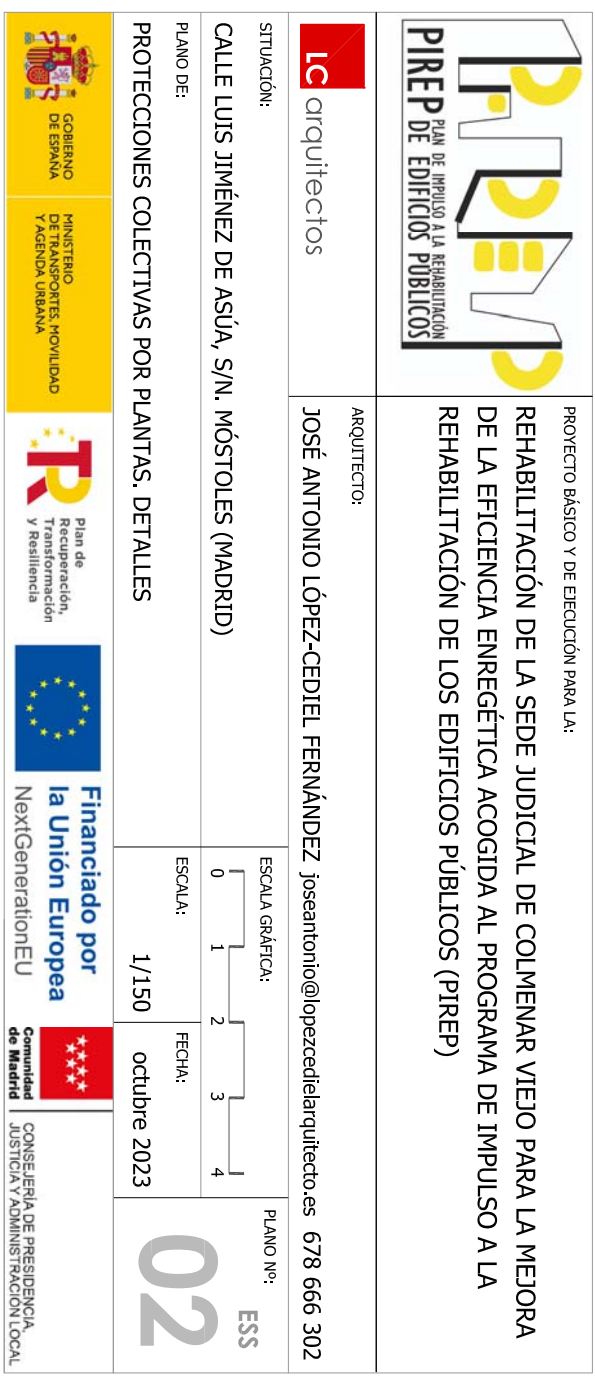 PIREP
PLAN DE IMPULSO A LA REHABILITACIÓN
DE EDIFICIOS PÚBLICOS
PROYECTO BÁSICO Y DE EJECUCIÓN PARA LA:
REHABILITACIÓN DE LA SEDE JUDICIAL DE COLMENAR VIEJO PARA LA MEJORA
DE LA EFICIENCIA ENREGÉTICA ACOGIDA AL PROGRAMA DE IMPULSO A LA
REHABILITACIÓN DE LOS EDIFICIOS PÚBLICOS (PIREP)
LC arquitectos
ARQUITECTO:
JOSÉ ANTONIO LÓPEZ-CEDIEL FERNÁNDEZ joseantonio@lopezcedielarquitecto.es 678 666 302
SITUACIÓN:
CALLE LUIS JIMÉNEZ DE ASÚA, S/N. MÓSTOLES (MADRID)
ESCALA GRÁFICA:
0 1 2 3 4
PLANO Nº:
ESS
02
PLANO DE:
PROTECCIONES COLECTIVAS POR PLANTAS. DETALLES
ESCALA:
1/150
FECHA:
octubre 2023
GOBIERNO
DE ESPAÑA
MINISTERIO
DE TRANSPORTES, MOVILIDAD
Y AGENDA URBANA
TR
Plan de
Recuperación,
Transformación
y Resiliencia
Financiado por
la Unión Europea
NextGenerationEU
Comunidad
de Madrid
CONSEJERÍA DE PRESIDENCIA,
JUSTICIA Y ADMINISTRACIÓN LOCAL